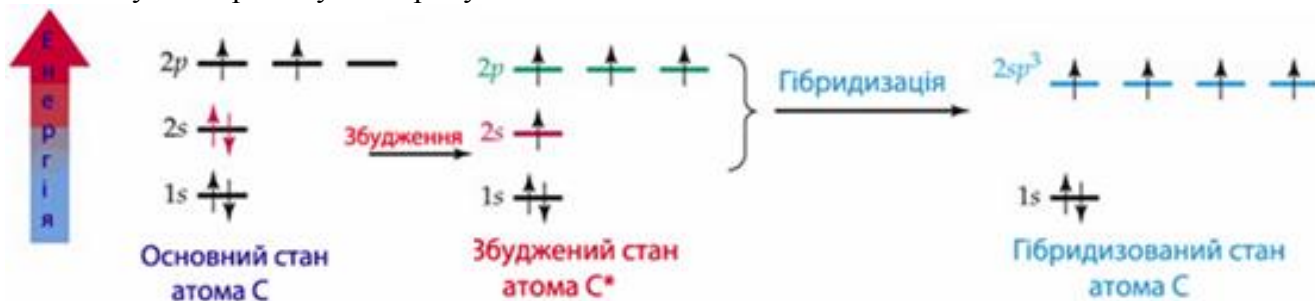 Енергія
2p
2s
1s
Збудження
Основний стан
атома С
2p
2s
1s
Збуджений стан
атома С*
Гібридизація
2sp³
1s
Гібридизований стан
атома С